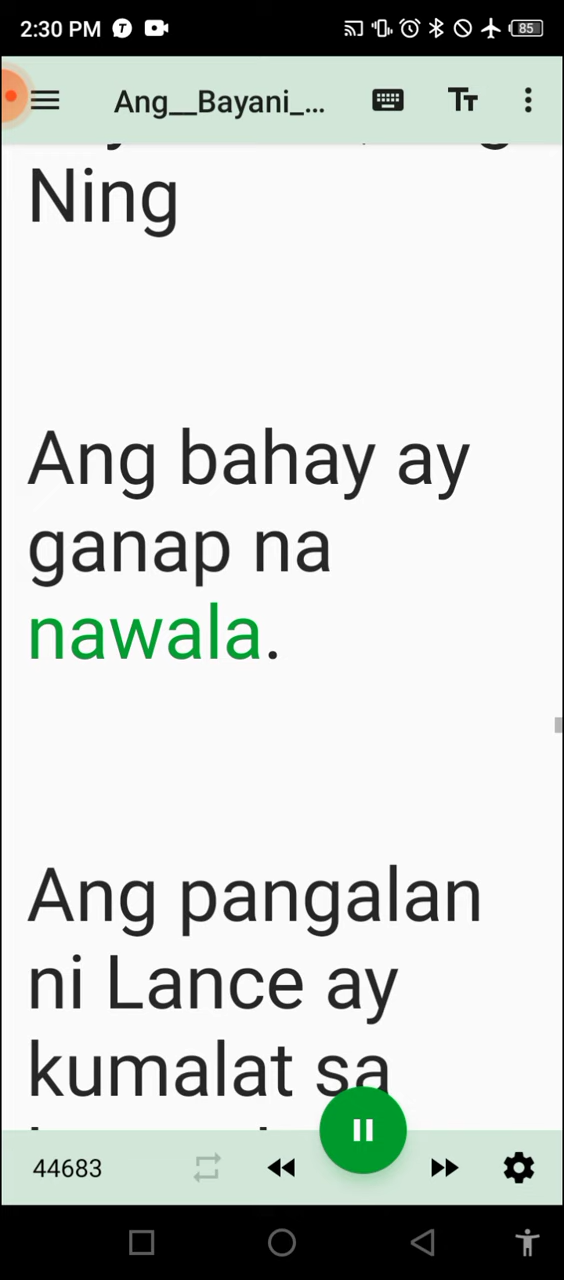 2:30 PM
85
Ang__Bayani_...
Ning
Ang bahay ay
ganap na
nawala.
Ang pangalan
ni Lance ay
kumalat sa
44683